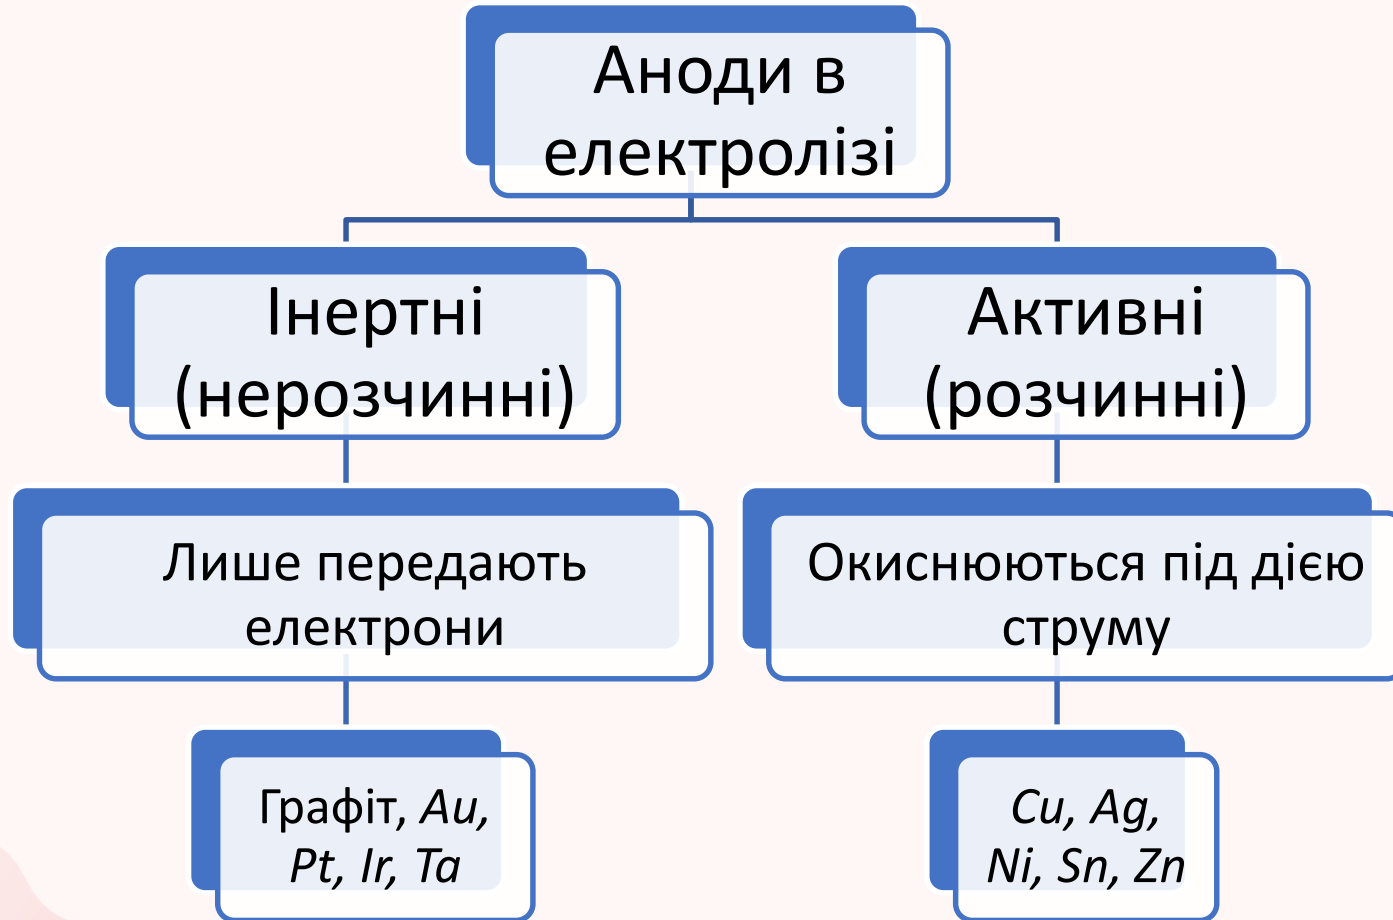 Аноди в
електролізі
Інертні
(нерозчинні)
Активні
(розчинні)
Лише передають
електрони
Окиснюються під дією
струму
Графіт, Au,
Pt, Ir, Ta
Cu, Ag,
Ni, Sn, Zn